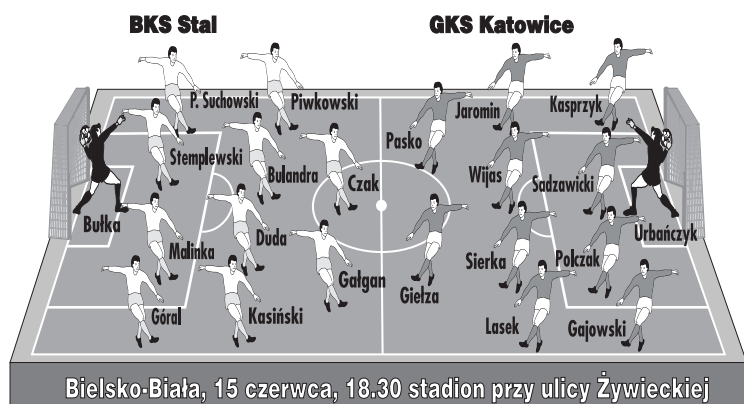 BKS Stal GKS Katowice
P. Suchowski Piwkowski Jaromin Kasprzyk
Stemplewski Bulandra Czak Pasko Wijas Sadzawicki
Bułka Malinka Duda Gałgan Giełza Sierka Polczak Urbańczyk
Góral Kasiński Lasek Gajowski
Bielsko-Biała, 15 czerwca, 18.30 stadion przy ulicy Żywieckiej